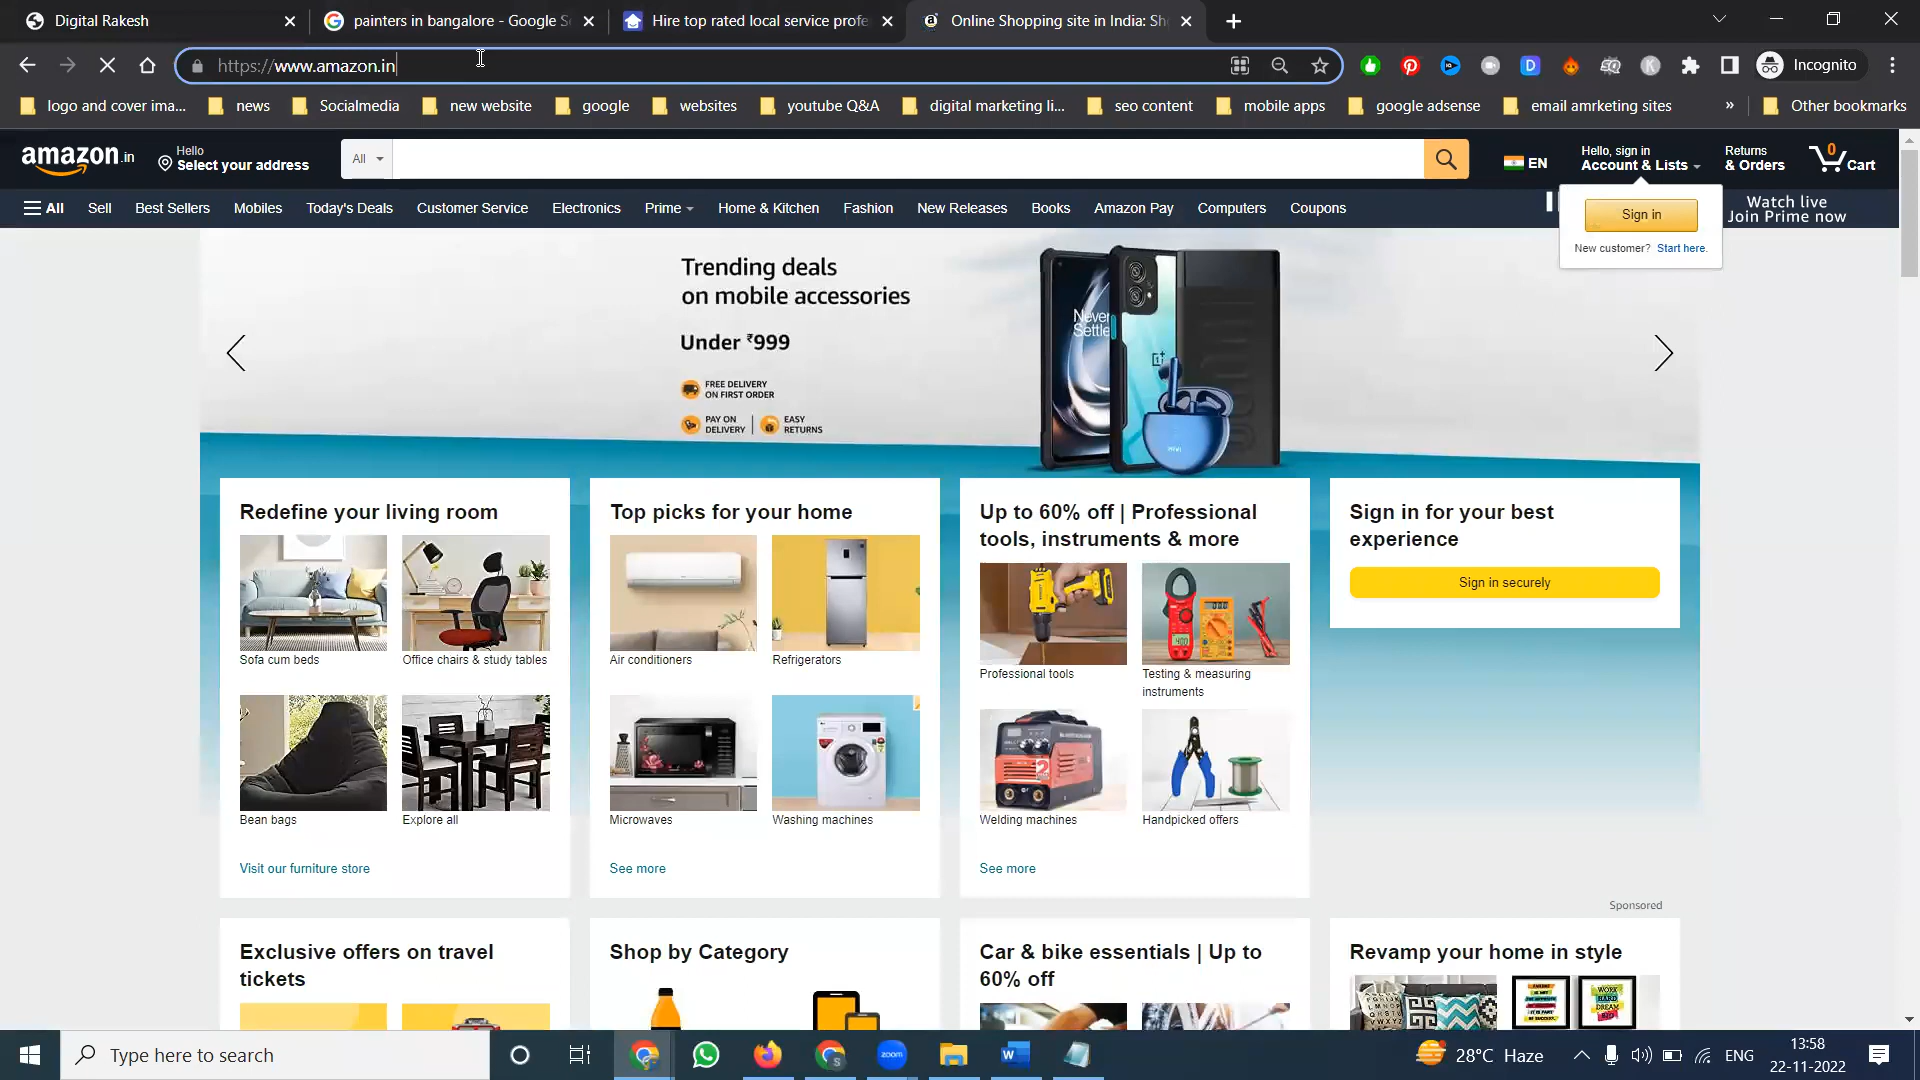 Digital Rakesh
painters in bangalore - Google S
Hire top rated local service profe
Online Shopping site in India: Sh
https://www.amazon.in
Incognito
logo and cover ima...
news
Socialmedia
new website
google
websites
youtube Q&A
digital marketing li...
seo content
mobile apps
google adsense
email amrketing sites
»
Other bookmarks
amazon.in
Hello
Select your address
All
EN
Hello, sign in
Account & Lists
Returns
& Orders
0
Cart
All
Sell
Best Sellers
Mobiles
Today's Deals
Customer Service
Electronics
Prime
Home & Kitchen
Fashion
New Releases
Books
Amazon Pay
Computers
Coupons
Watch live
Join Prime now
Sign in
New customer? Start here.
Trending deals
on mobile accessories
Under ₹999
FREE DELIVERY
ON FIRST ORDER
PAY ON
DELIVERY
EASY
RETURNS
Never
Settle
Redefine your living room
Sofa cum beds
Office chairs & study tables
Bean bags
Explore all
Visit our furniture store
Top picks for your home
Air conditioners
Refrigerators
Microwaves
Washing machines
See more
Up to 60% off | Professional
tools, instruments & more
Professional tools
Testing & measuring
instruments
Welding machines
Handpicked offers
See more
Sign in for your best
experience
Sign in securely
Sponsored
Exclusive offers on travel
tickets
Shop by Category
Car & bike essentials | Up to
60% off
Revamp your home in style
WORK
HARD
DREAM
BIG
Type here to search
28°C Haze
ENG
13:58
22-11-2022